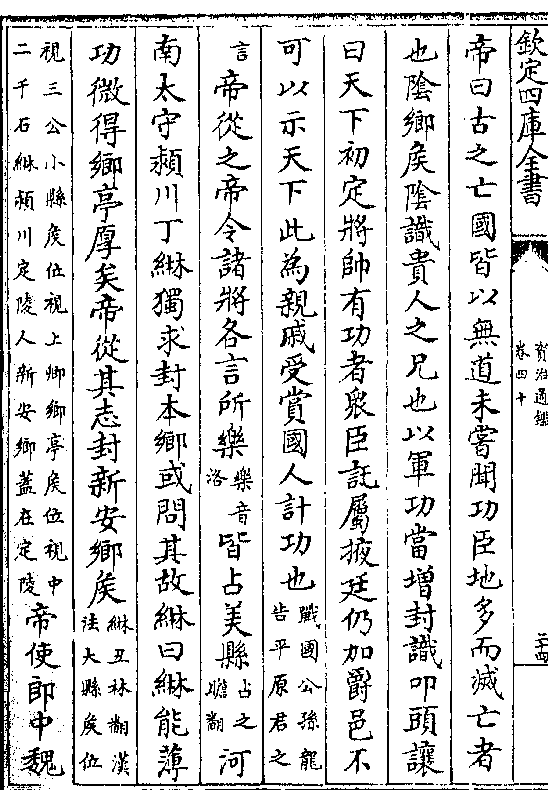 欽定四庫全書
資治通鑑
卷四十
二十四
帝曰古之亡國皆以無道未嘗聞功臣地多而滅亡者
也陰鄉矦陰識貴人之兄也以軍功當增封識叩頭讓
曰天下初定將帥有功者衆臣託屬掖廷仍加爵邑不
可以示天下此為親戚受賞國人計功也戰國公孫龍告平原君之
言帝從之帝令諸將各言所樂樂音洛皆占美縣占之贍翻河
南太守潁川丁綝獨求封本鄉或問其故綝曰綝能薄
功微得鄉亭厚矣帝從其志封新安鄉矦綝丑林翻漢法大縣矦位
視三公小縣矦位視上卿鄉亭矦位視中二千石綝潁川定陵人新安鄉蓋在定陵帝使郎中魏